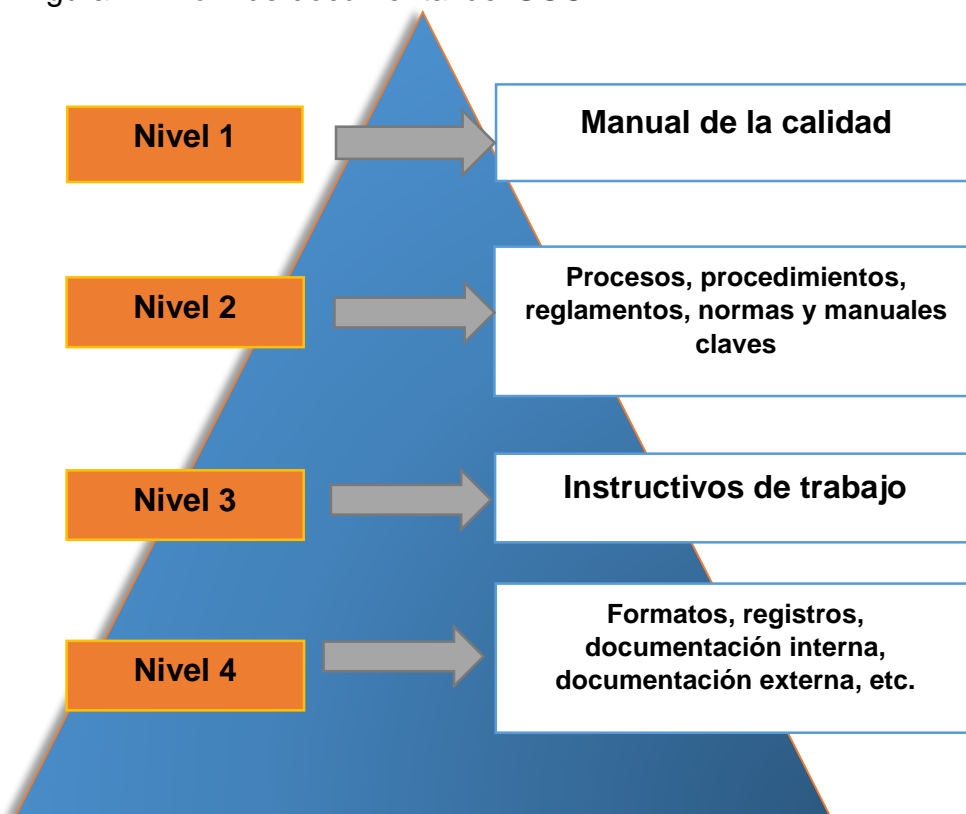 Nivel 1
Manual de la calidad
Nivel 2
Procesos, procedimientos,
reglamentos, normas y manuales
claves
Nivel 3
Instructivos de trabajo
Nivel 4
Formatos, registros,
documentación interna,
documentación externa, etc.